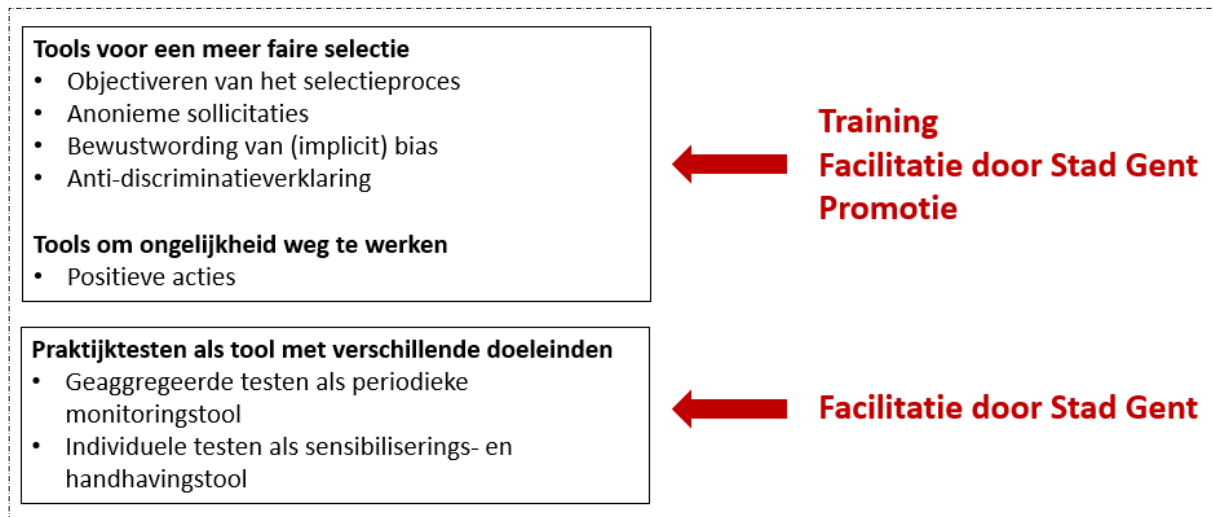 Tools voor een meer faire selectie
• Objectiveren van het selectieproces
• Anonieme sollicitaties
• Bewustwording van (implicit) bias
• Anti-discriminatieverklaring
Tools om ongelijkheid weg te werken
• Positieve acties
Training
Facilitatie door Stad Gent
Promotie
Praktijktesten als tool met verschillende doeleinden
• Geaggregeerde testen als periodieke
monitoringstool
• Individuele testen als sensibiliserings- en
handhavingstool
Facilitatie door Stad Gent